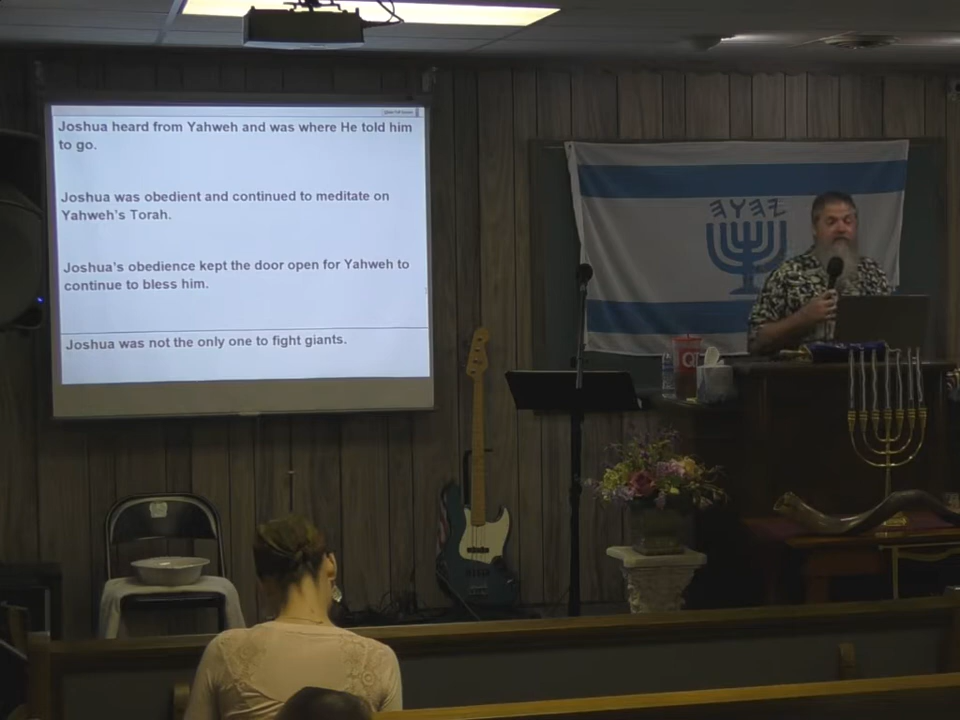 Joshua heard from Yahweh and was where He told him
to go.
Joshua was obedient and continued to meditate on
Yahweh's Torah.
Joshua's obedience kept the door open for Yahweh to
continue to bless him.
Joshua was not the only one to fight giants.
𐤉𐤄𐤅𐤄
QT